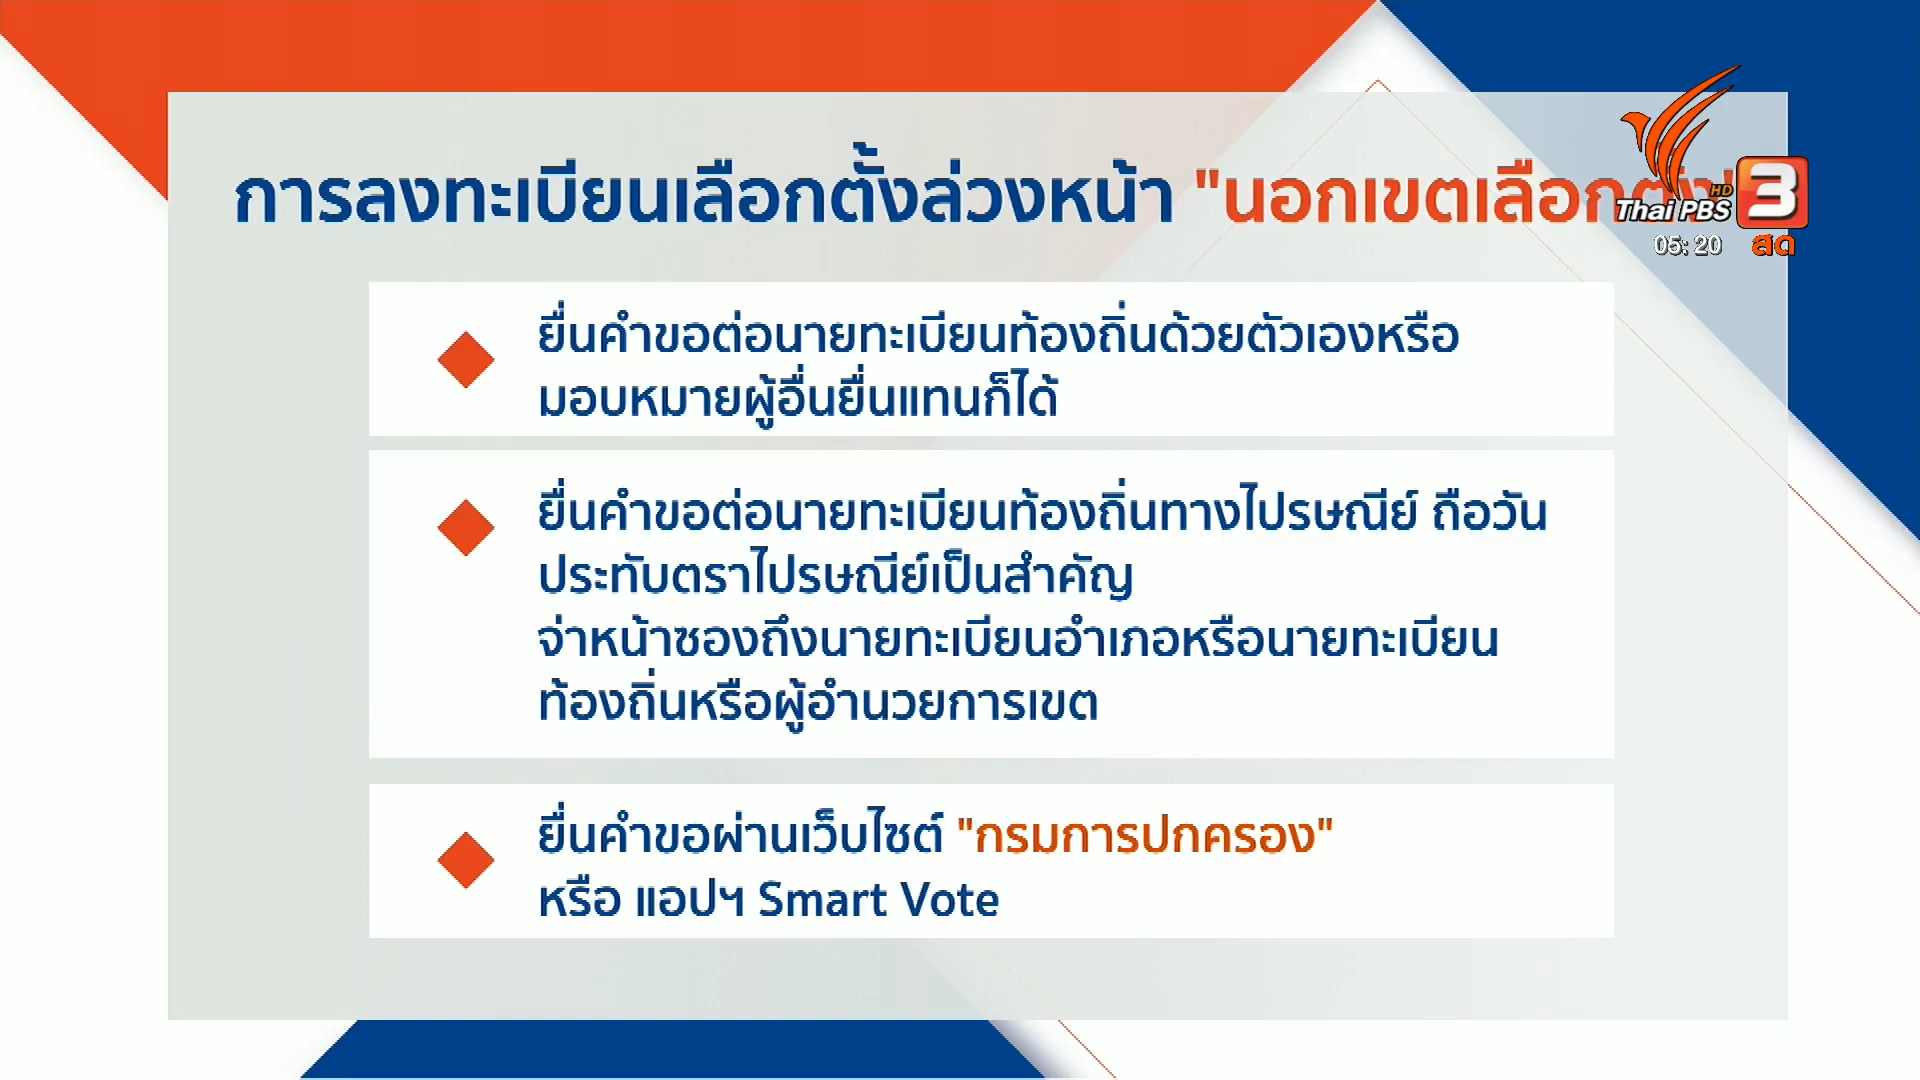 การลงทะเบียนเลือกตั้งล่วงหน้า "นอกเขตเลือกตั้ง"
Thai PBS HD 3
05: 20 สด
ยื่นคำขอต่อนายทะเบียนท้องถิ่นด้วยตัวเองหรือ
มอบหมายผู้อื่นยื่นแทนก็ได้
ยื่นคำขอต่อนายทะเบียนท้องถิ่นทางไปรษณีย์ ถือวัน
ประทับตราไปรษณีย์เป็นสำคัญ
จ่าหน้าซองถึงนายทะเบียนอำเภอหรือนายทะเบียน
ท้องถิ่นหรือผู้อำนวยการเขต
ยื่นคำขอผ่านเว็บไซต์ "กรมการปกครอง"
หรือ แอปฯ Smart Vote